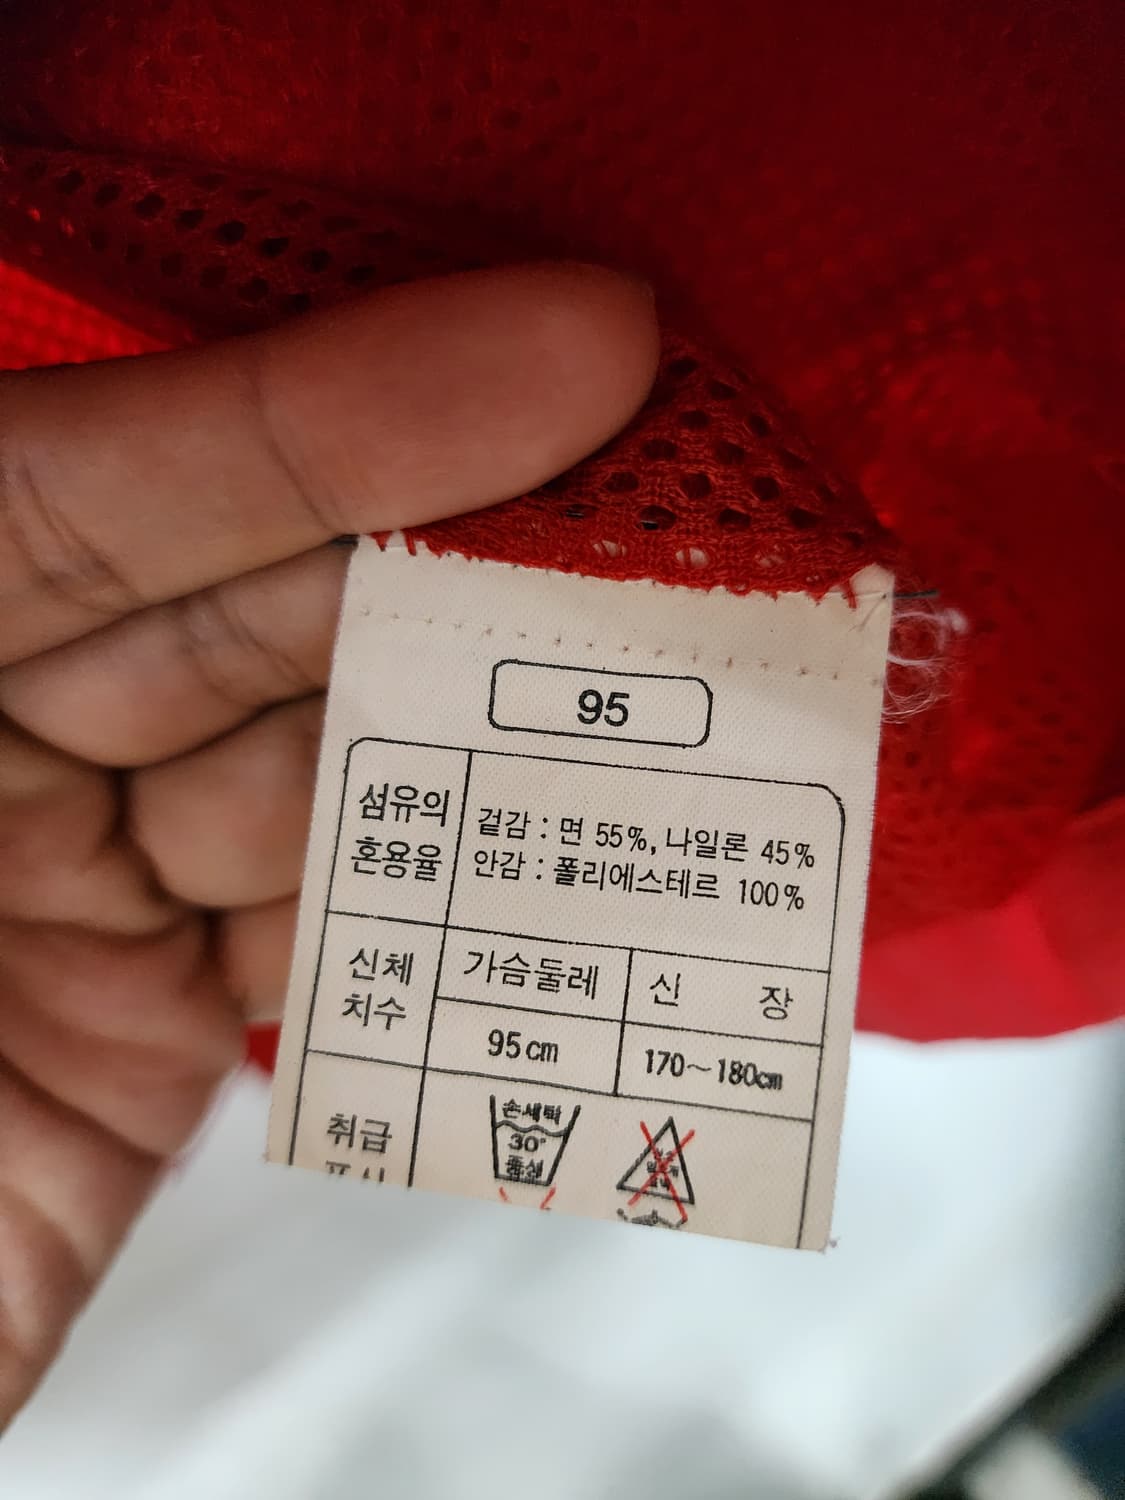 95
섬유의
혼용율
겉감 : 면 55%, 나일론 45%
안감 : 폴리에스테르 100%
신체
치수
가슴둘레
신 장
95cm
170~180cm
취급
손세탁
30°
중성